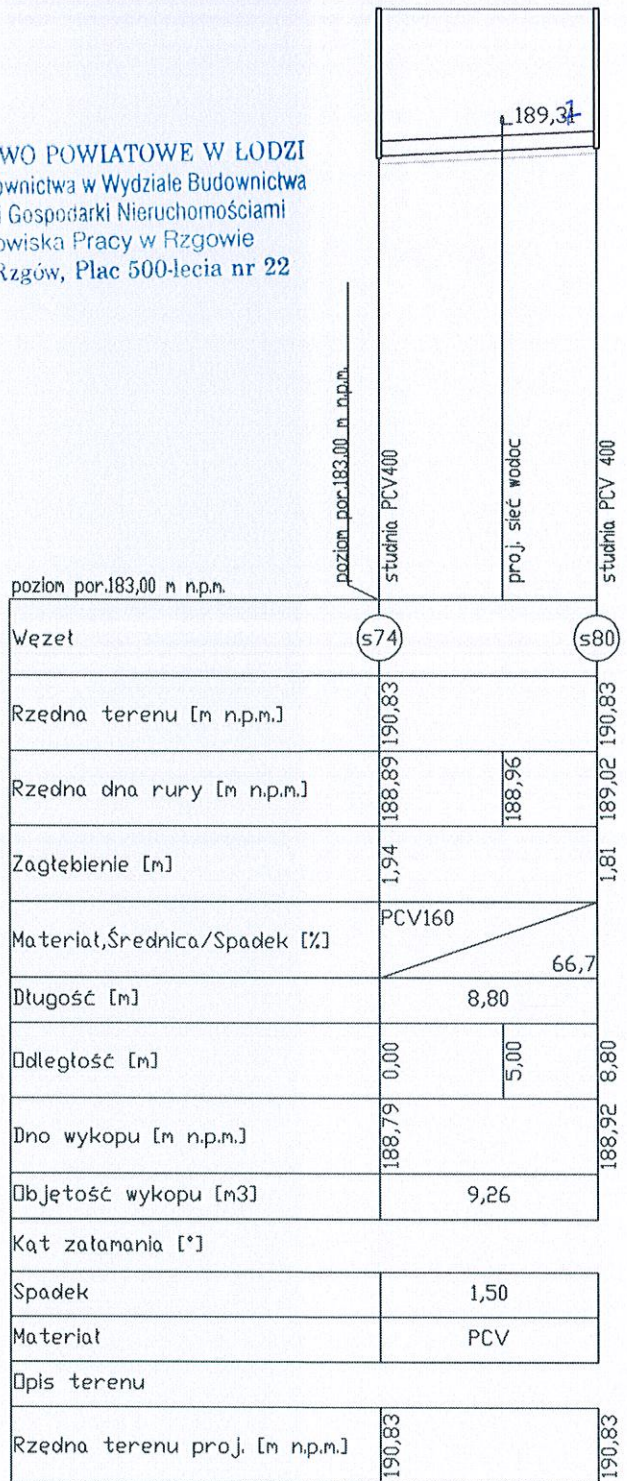 189,31
WO POWIATOWE W ŁODZI
ownictwa w Wydziale Budownictwa
i Gospodarki Nieruchomościami
owiska Pracy w Rzgowie
Rzgów, Plac 500-lecia nr 22
poziom por.183,00 m n.p.m.
studnia PCV400
proj. sieć wodoc
studnia PCV 400
poziom por.183,00 m n.p.m.
Węzeł s74 s80
Rzędna terenu [m n.p.m.] 190,83 190,83
Rzędna dna rury [m n.p.m.] 188,89 188,96 189,02
Zagłębienie [m] 1,94 1,81
Materiał,Średnica/Spadek [%] PCV160 66,7
Długość [m] 8,80
Odległość [m] 0,00 5,00 8,80
Dno wykopu [m n.p.m.] 188,79 188,92
Objętość wykopu [m3] 9,26
Kąt załamania [°]
Spadek 1,50
Materiał PCV
Opis terenu
Rzędna terenu proj. [m n.p.m.] 190,83 190,83